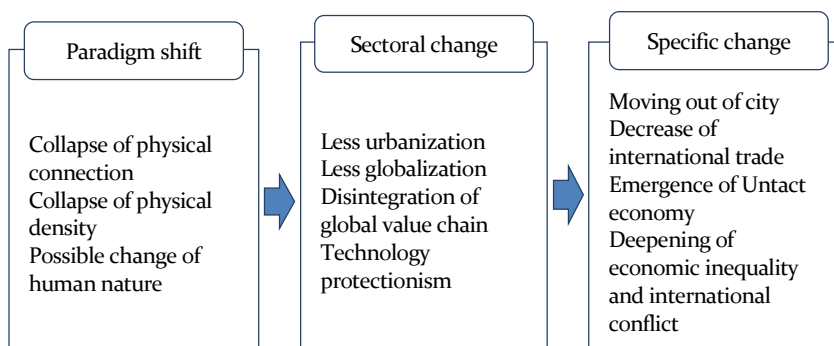 Paradigm shift
Collapse of physical
connection
Collapse of physical
density
Possible change of
human nature
Sectoral change
Less urbanization
Less globalization
Disintegration of
global value chain
Technology
protectionism
Specific change
Moving out of city
Decrease of
international trade
Emergence of Untact
economy
Deepening of
economic inequality
and international
conflict